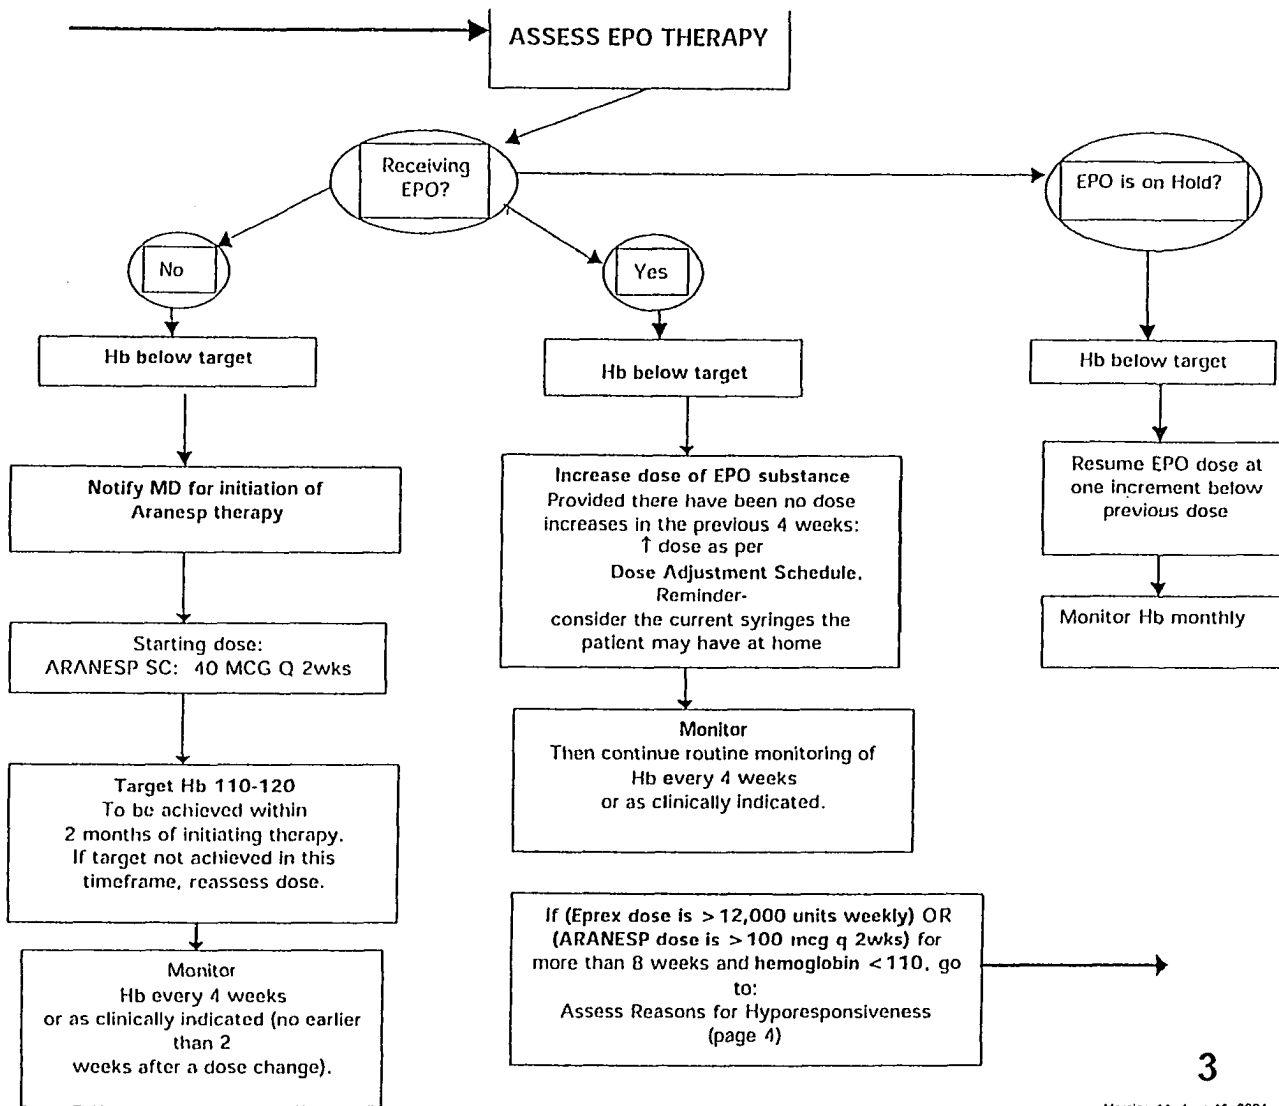 ASSESS EPO THERAPY
Receiving
EPO?
EPO is on Hold?
No
Yes
Hb below target
Hb below target
Hb below target
Notify MD for initiation of
Aranesp therapy
Increase dose of EPO substance
Provided there have been no dose
increases in the previous 4 weeks:
↑ dose as per
Dose Adjustment Schedule.
Reminder-
consider the current syringes the
patient may have at home
Resume EPO dose at
one increment below
previous dose
Monitor Hb monthly
Starting dose:
ARANESP SC: 40 MCG Q 2wks
Monitor
Then continue routine monitoring of
Hb every 4 weeks
or as clinically indicated.
Target Hb 110-120
To be achieved within
2 months of initiating therapy.
If target not achieved in this
timeframe, reassess dose.
If (Eprex dose is >12,000 units weekly) OR
(ARANESP dose is >100 mcg q 2wks) for
more than 8 weeks and hemoglobin <110, go
to:
Assess Reasons for Hyporesponsiveness
(page 4)
Monitor
Hb every 4 weeks
or as clinically indicated (no earlier
than 2
weeks after a dose change).
3